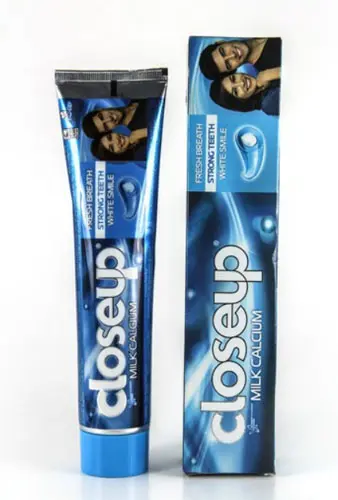 FRESH BREATH
STRONG TEETH
WHITE SMILE
closeup
MILK CALCIUM
FRESH BREATH
STRONG TEETH
WHITE SMILE
closeup
MILK CALCIUM